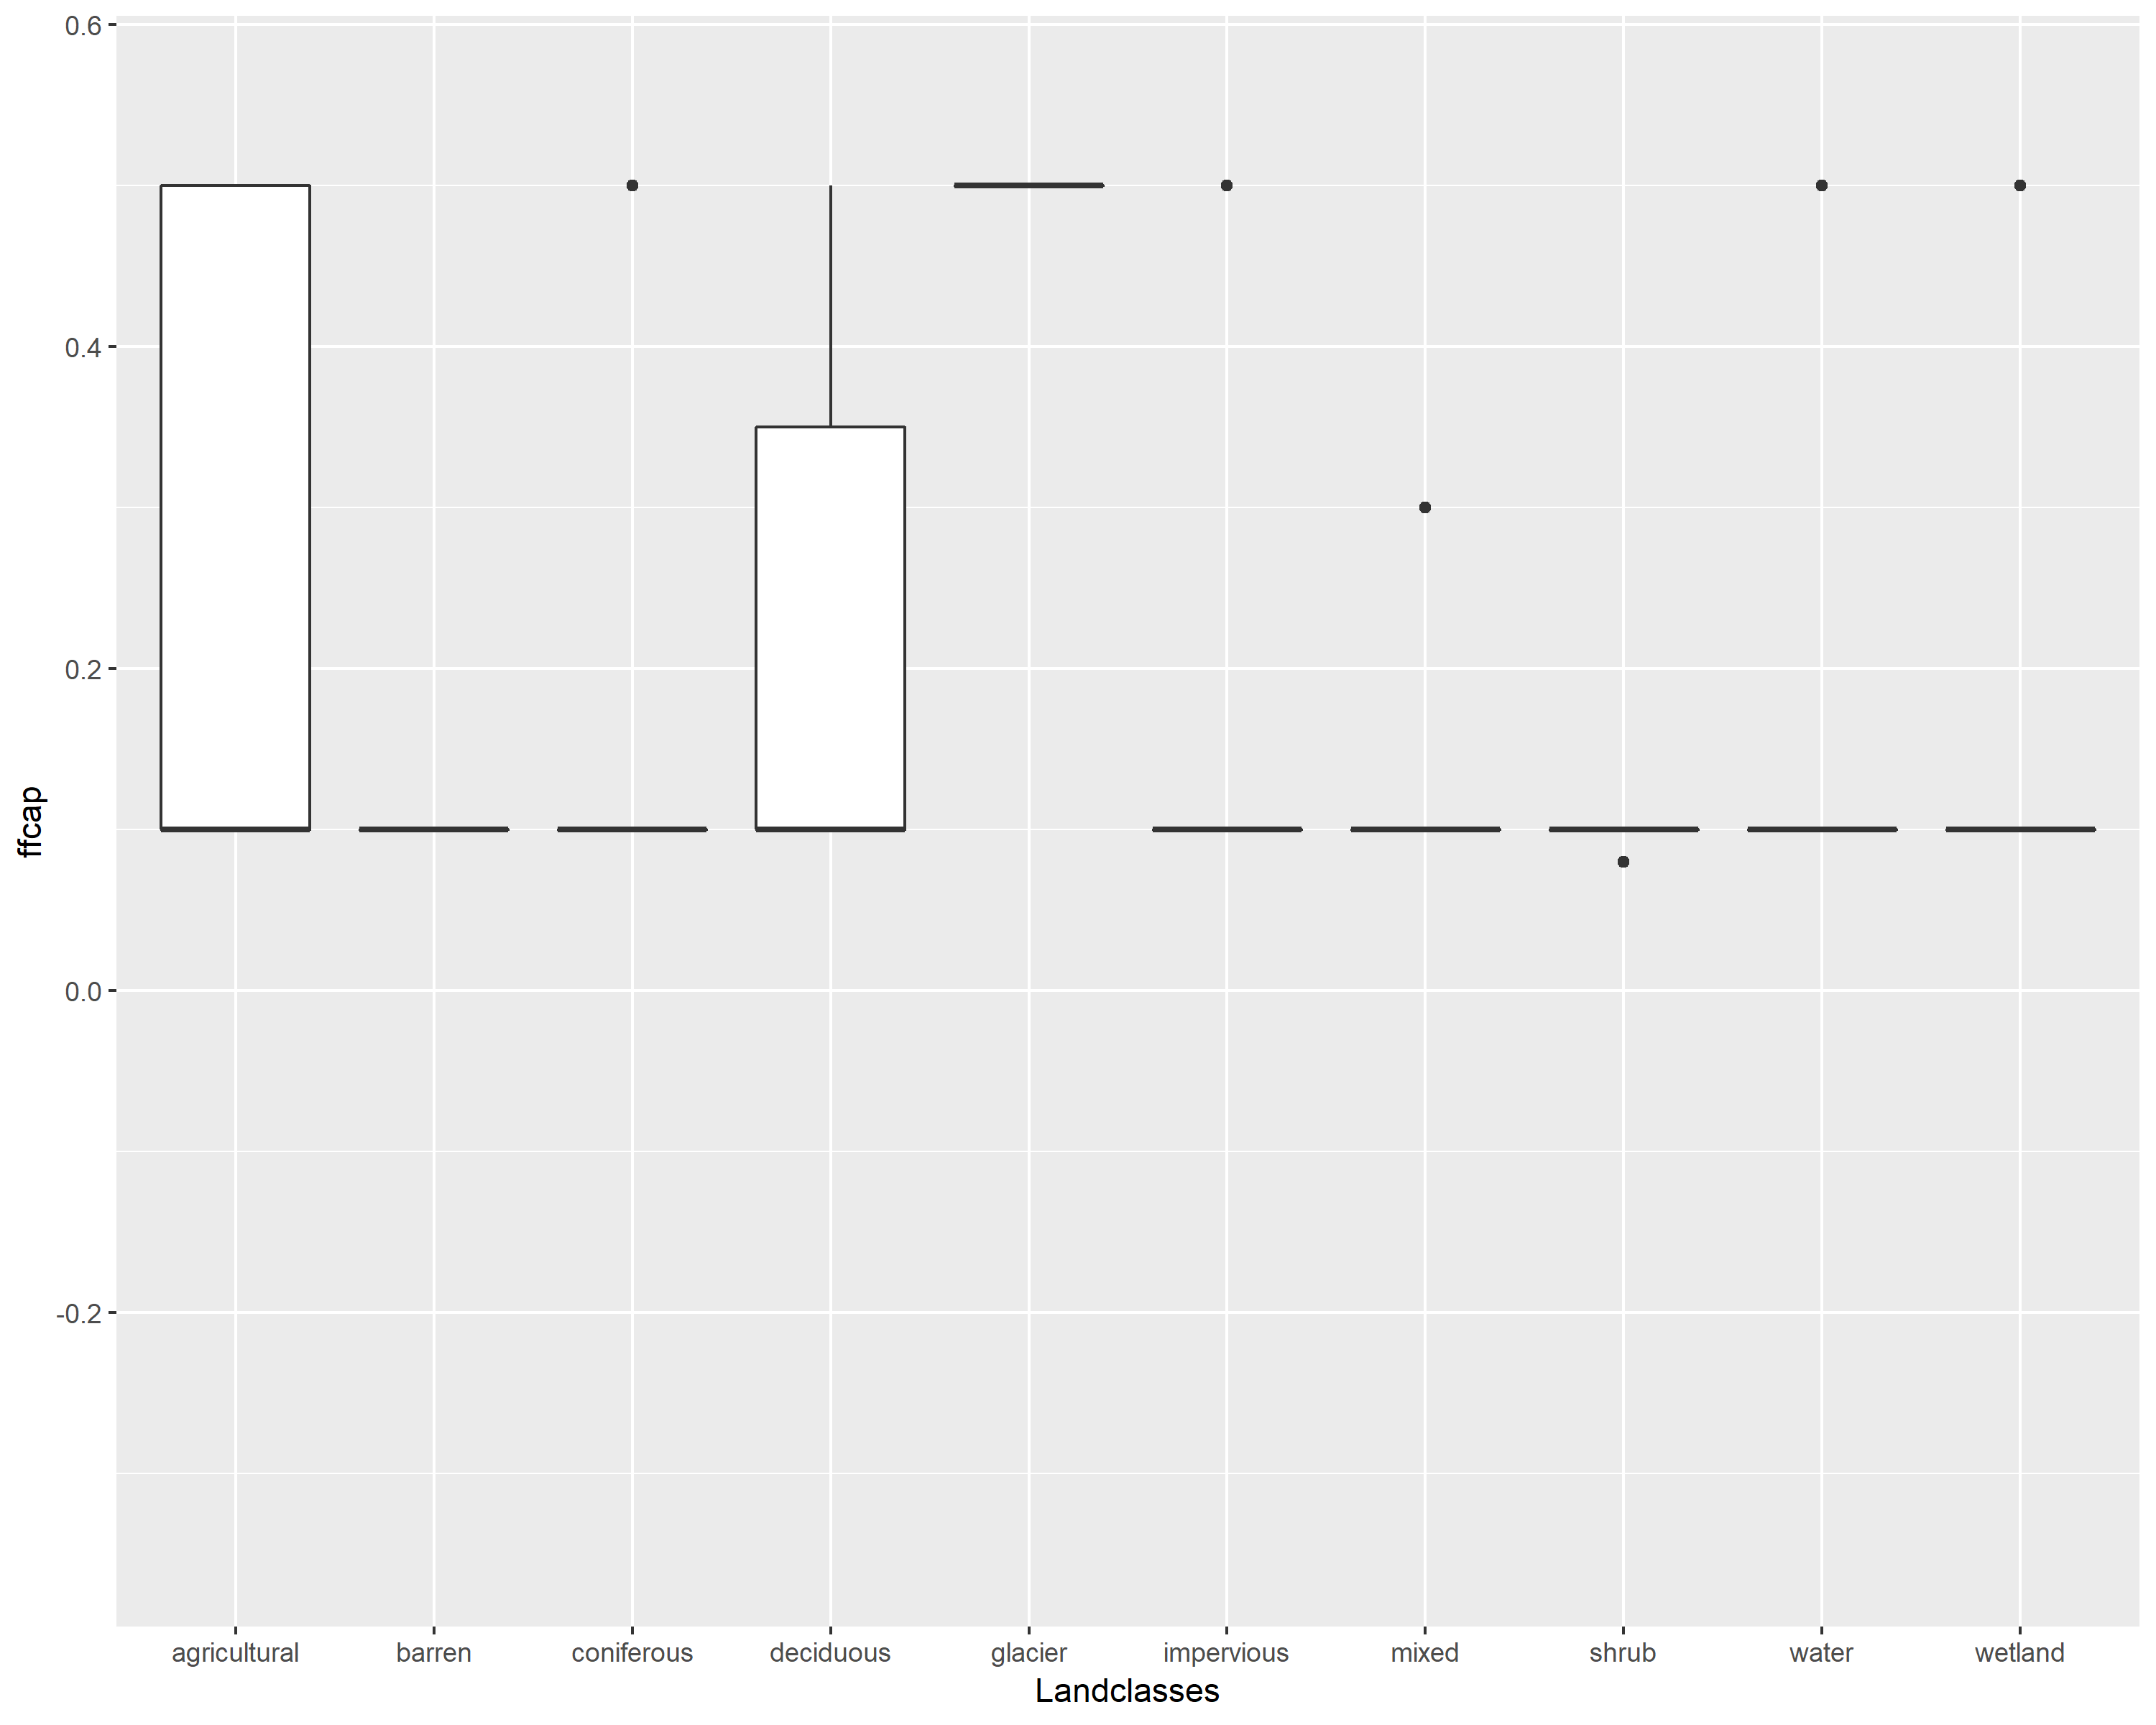 ffcap
0.6
0.4
0.2
0.0
-0.2
agricultural barren coniferous deciduous glacier impervious mixed shrub water wetland
Landclasses